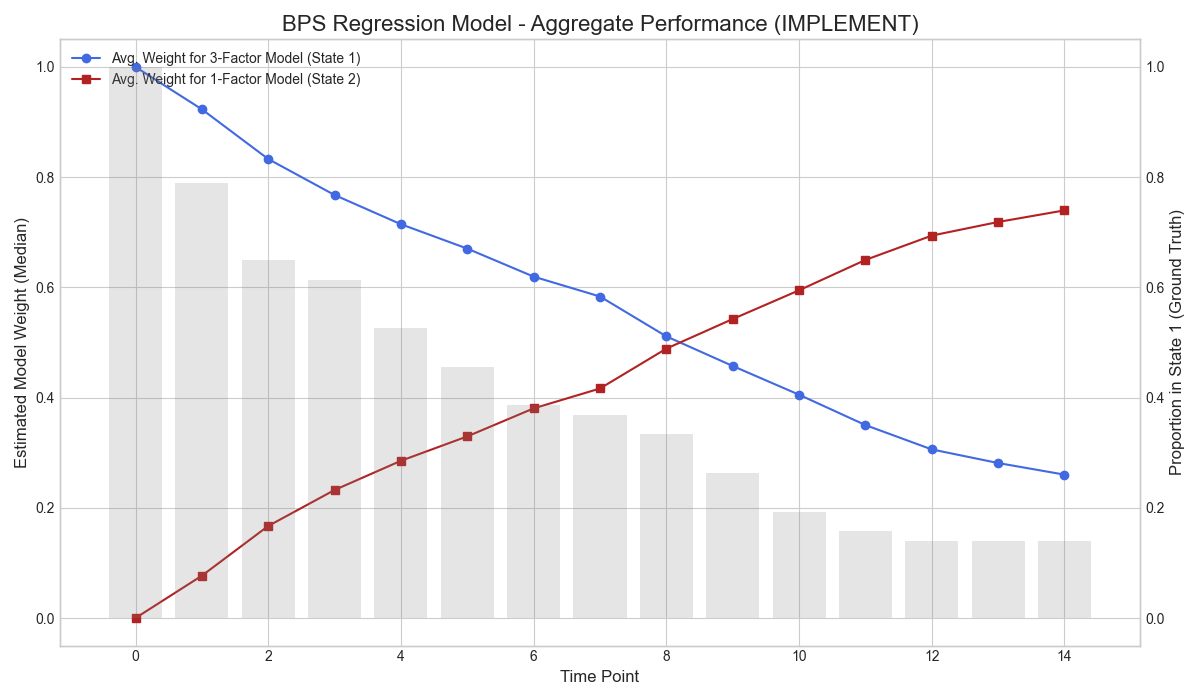 BPS Regression Model - Aggregate Performance (IMPLEMENT)
Avg. Weight for 3-Factor Model (State 1)
Avg. Weight for 1-Factor Model (State 2)
Estimated Model Weight (Median)
1.0
0.8
0.6
0.4
0.2
0.0
1.0
0.8
0.6
0.4
0.2
0.0
Proportion in State 1 (Ground Truth)
0 2 4 6 8 10 12 14
Time Point